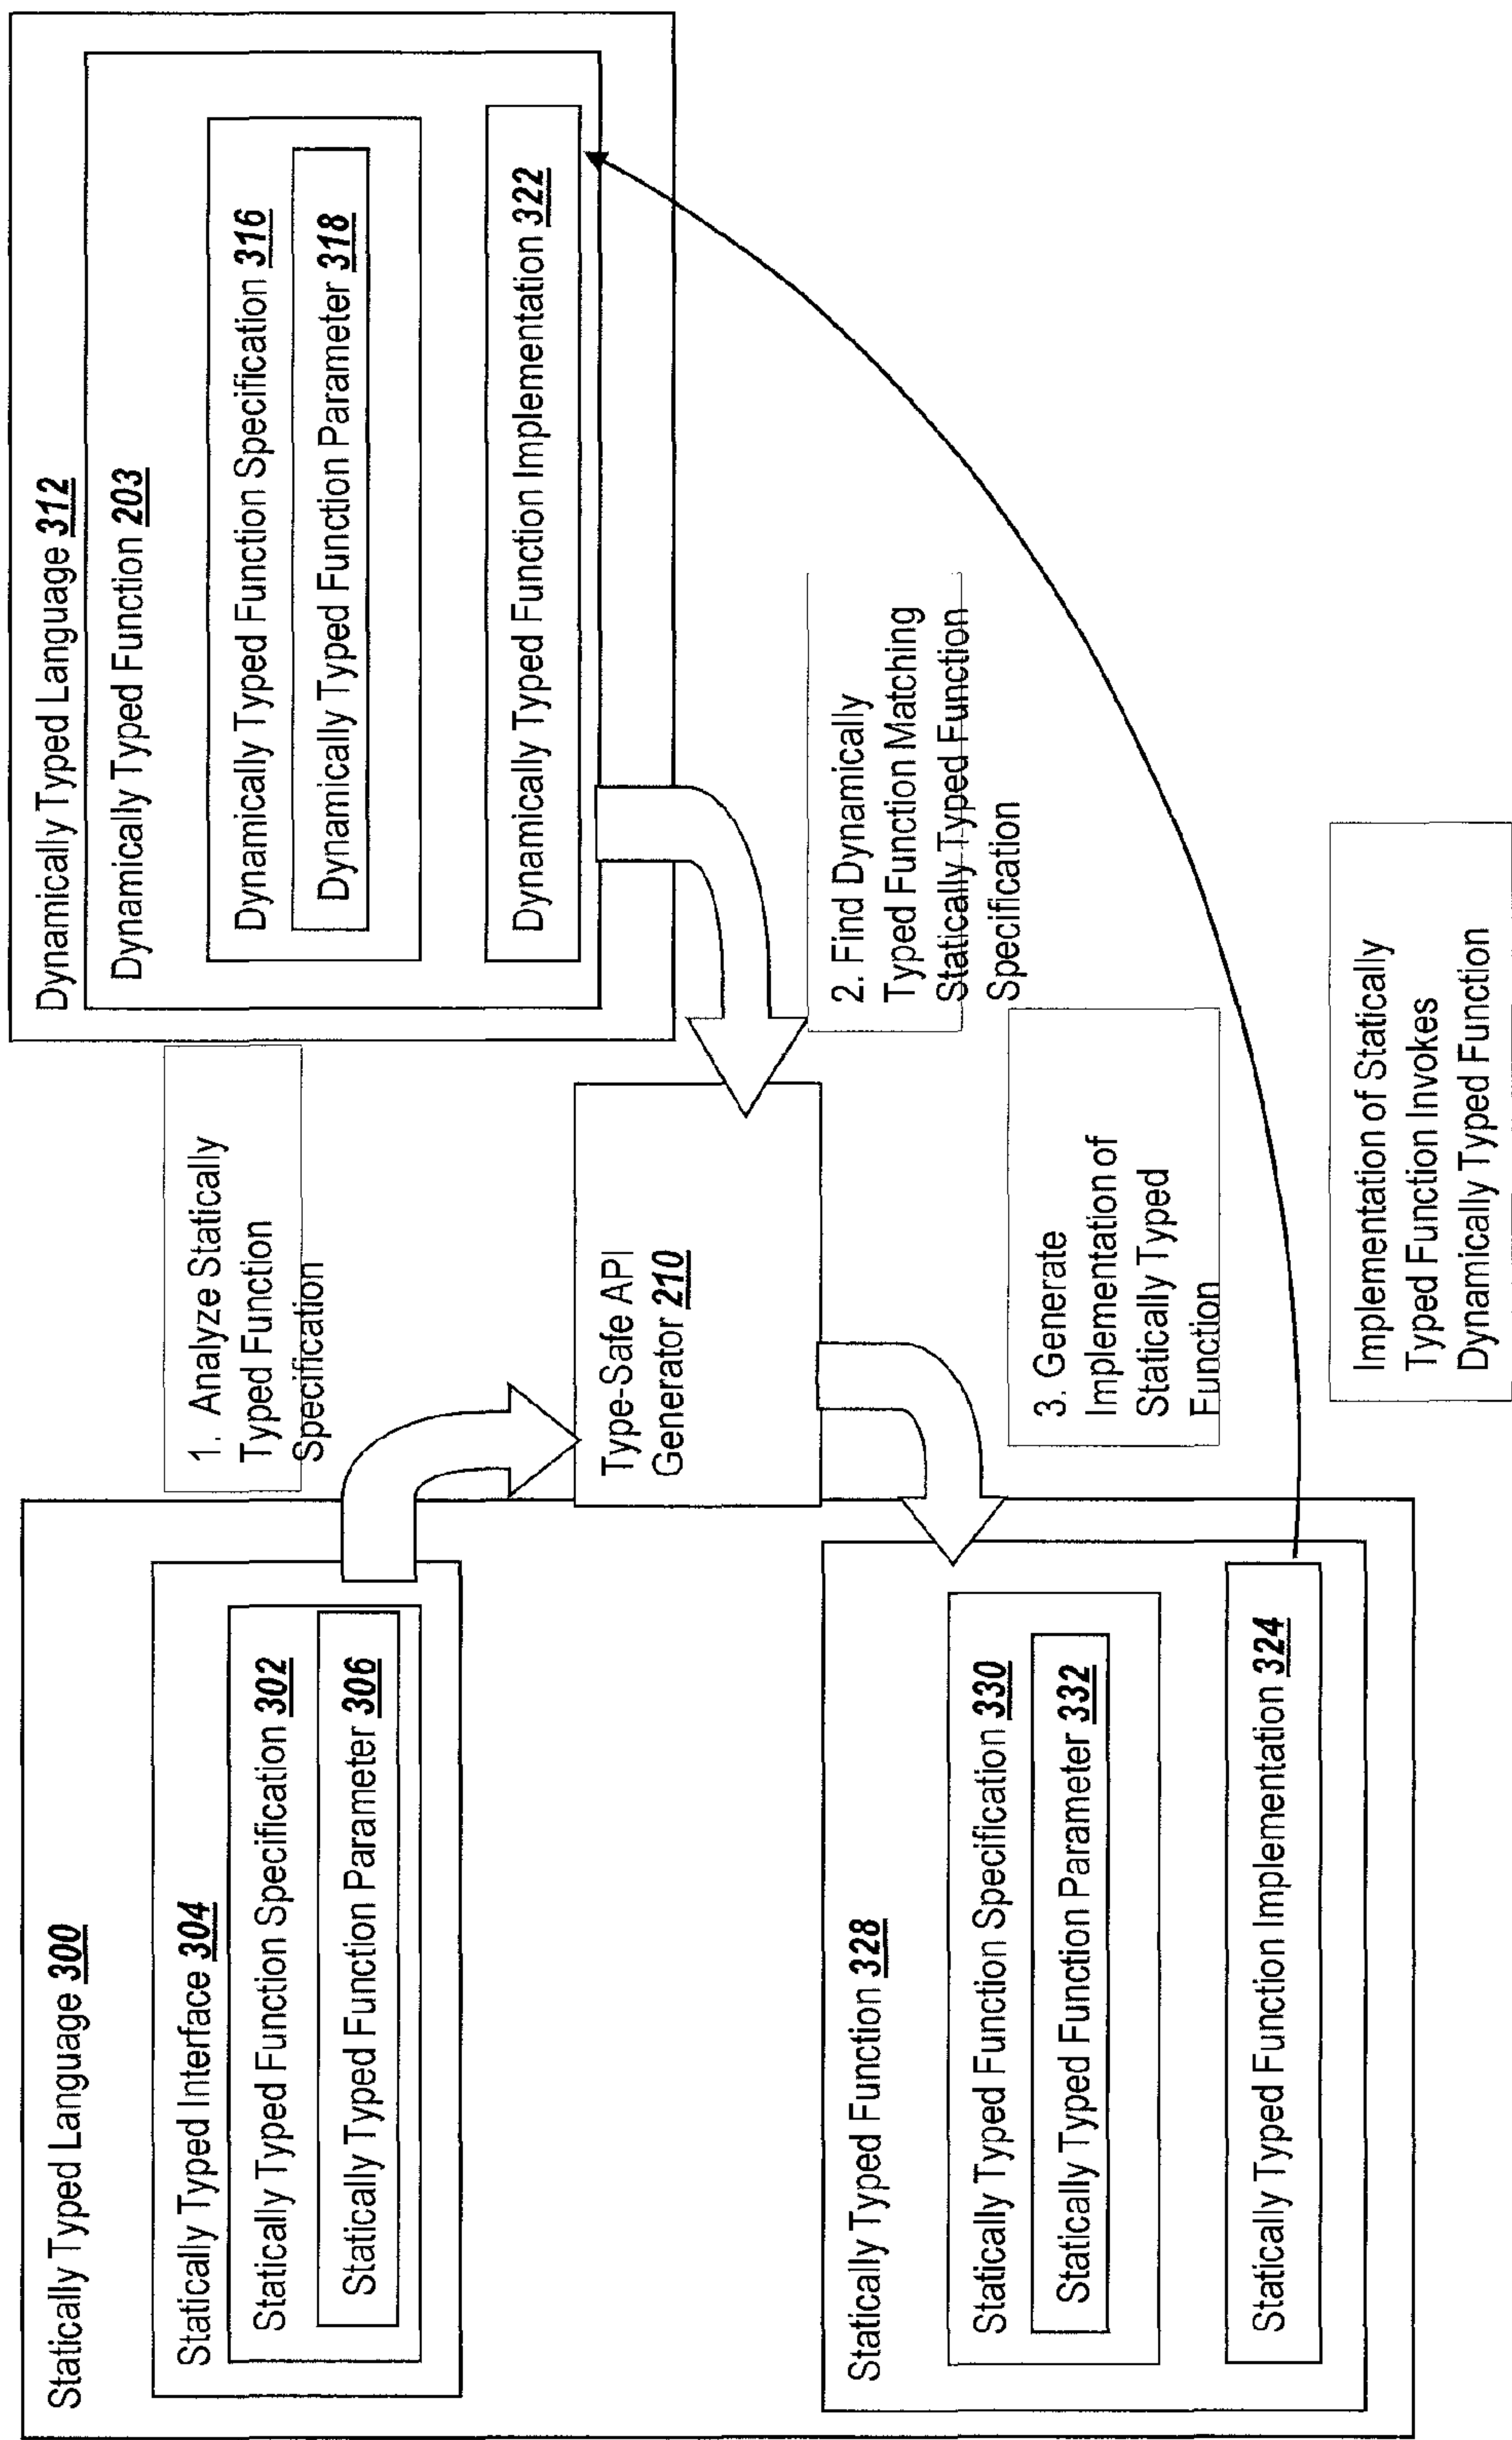 Statically Typed Language 300
Statically Typed Interface 304
Statically Typed Function Specification 302
Statically Typed Function Parameter 306
1. Analyze Statically
Typed Function
Specification
Type-Safe API
Generator 210
Dynamically Typed Language 312
Dynamically Typed Function 203
Dynamically Typed Function Specification 316
Dynamically Typed Function Parameter 318
Dynamically Typed Function Implementation 322
2. Find Dynamically
Typed Function Matching
Statically Typed Function
Specification
3. Generate
Implementation of
Statically Typed
Function
Statically Typed Function 328
Statically Typed Function Specification 330
Statically Typed Function Parameter 332
Statically Typed Function Implementation 324
Implementation of Statically
Typed Function Invokes
Dynamically Typed Function